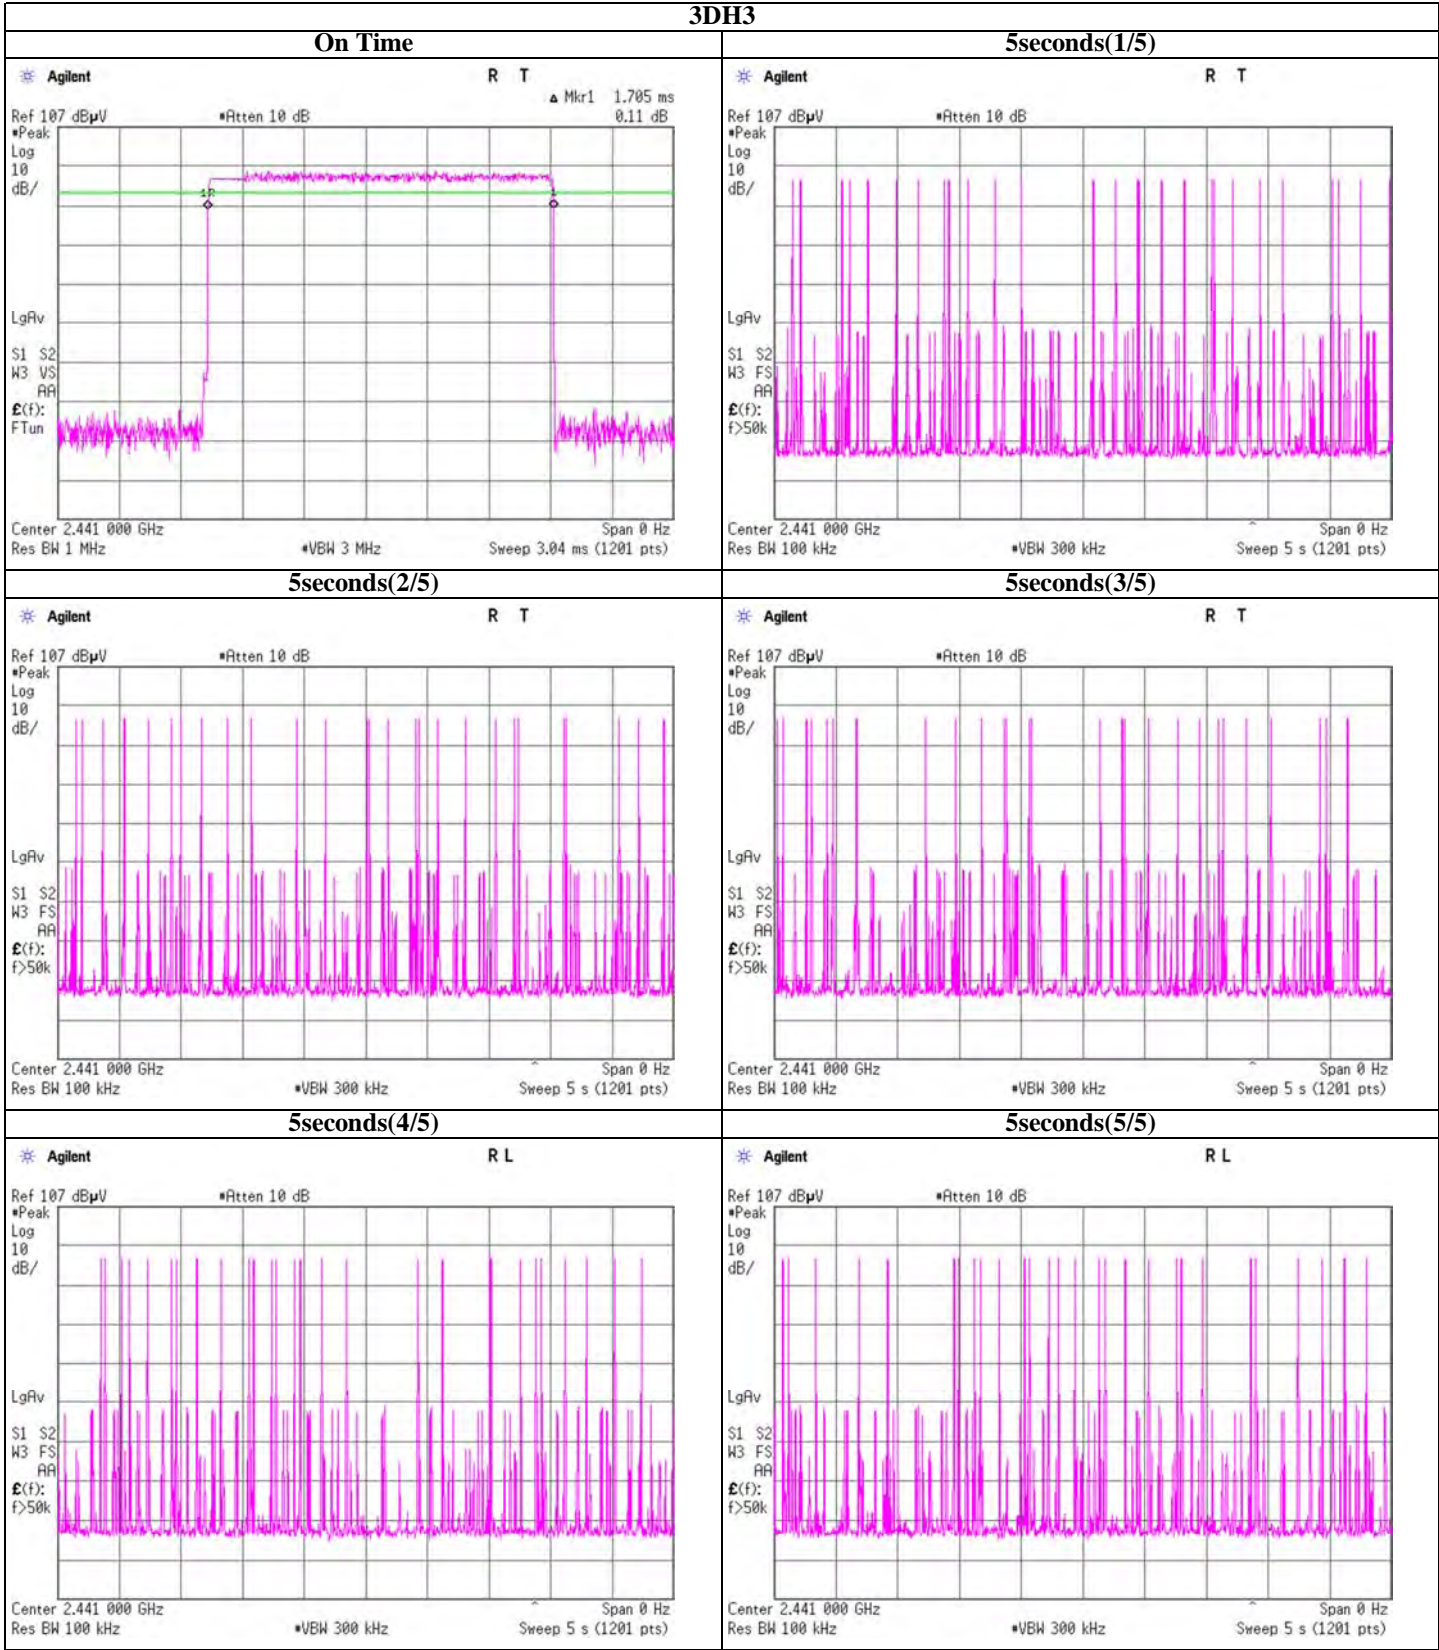 3DH3
On Time
5seconds(1/5)
Agilent R T
Mkr1 1.705 ms
Ref 107 dBµV #Atten 10 dB 0.11 dB
#Peak
Log
10
dB/
1R 1
LgAv
S1 S2
W3 VS
AA
£(f):
FTun
Center 2.441 000 GHz Span 0 Hz
Res BW 1 MHz #VBW 3 MHz Sweep 3.04 ms (1201 pts)
Agilent R T
Ref 107 dBµV #Atten 10 dB
#Peak
Log
10
dB/
LgAv
S1 S2
W3 FS
AA
£(f):
f>50k
Center 2.441 000 GHz Span 0 Hz
Res BW 100 kHz #VBW 300 kHz Sweep 5 s (1201 pts)
5seconds(2/5)
5seconds(3/5)
Agilent R T
Ref 107 dBµV #Atten 10 dB
#Peak
Log
10
dB/
LgAv
S1 S2
W3 FS
AA
£(f):
f>50k
Center 2.441 000 GHz Span 0 Hz
Res BW 100 kHz #VBW 300 kHz Sweep 5 s (1201 pts)
Agilent R T
Ref 107 dBµV #Atten 10 dB
#Peak
Log
10
dB/
LgAv
S1 S2
W3 FS
AA
£(f):
f>50k
Center 2.441 000 GHz Span 0 Hz
Res BW 100 kHz #VBW 300 kHz Sweep 5 s (1201 pts)
5seconds(4/5)
5seconds(5/5)
Agilent R L
Ref 107 dBµV #Atten 10 dB
#Peak
Log
10
dB/
LgAv
S1 S2
W3 FS
AA
£(f):
f>50k
Center 2.441 000 GHz Span 0 Hz
Res BW 100 kHz #VBW 300 kHz Sweep 5 s (1201 pts)
Agilent R L
Ref 107 dBµV #Atten 10 dB
#Peak
Log
10
dB/
LgAv
S1 S2
W3 FS
AA
£(f):
f>50k
Center 2.441 000 GHz Span 0 Hz
Res BW 100 kHz #VBW 300 kHz Sweep 5 s (1201 pts)